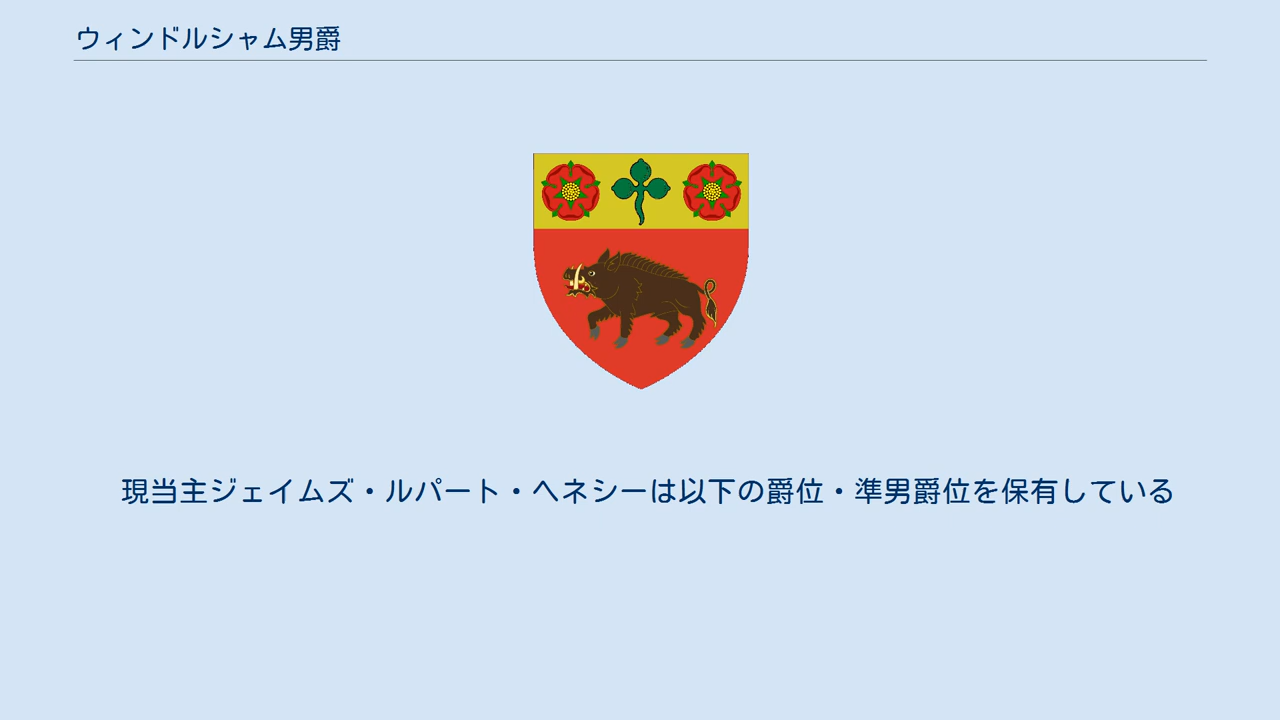 ウィンドルシャム男爵
現当主ジェイムズ・ルパート・ヘネシーは以下の爵位・準男爵位を保有している